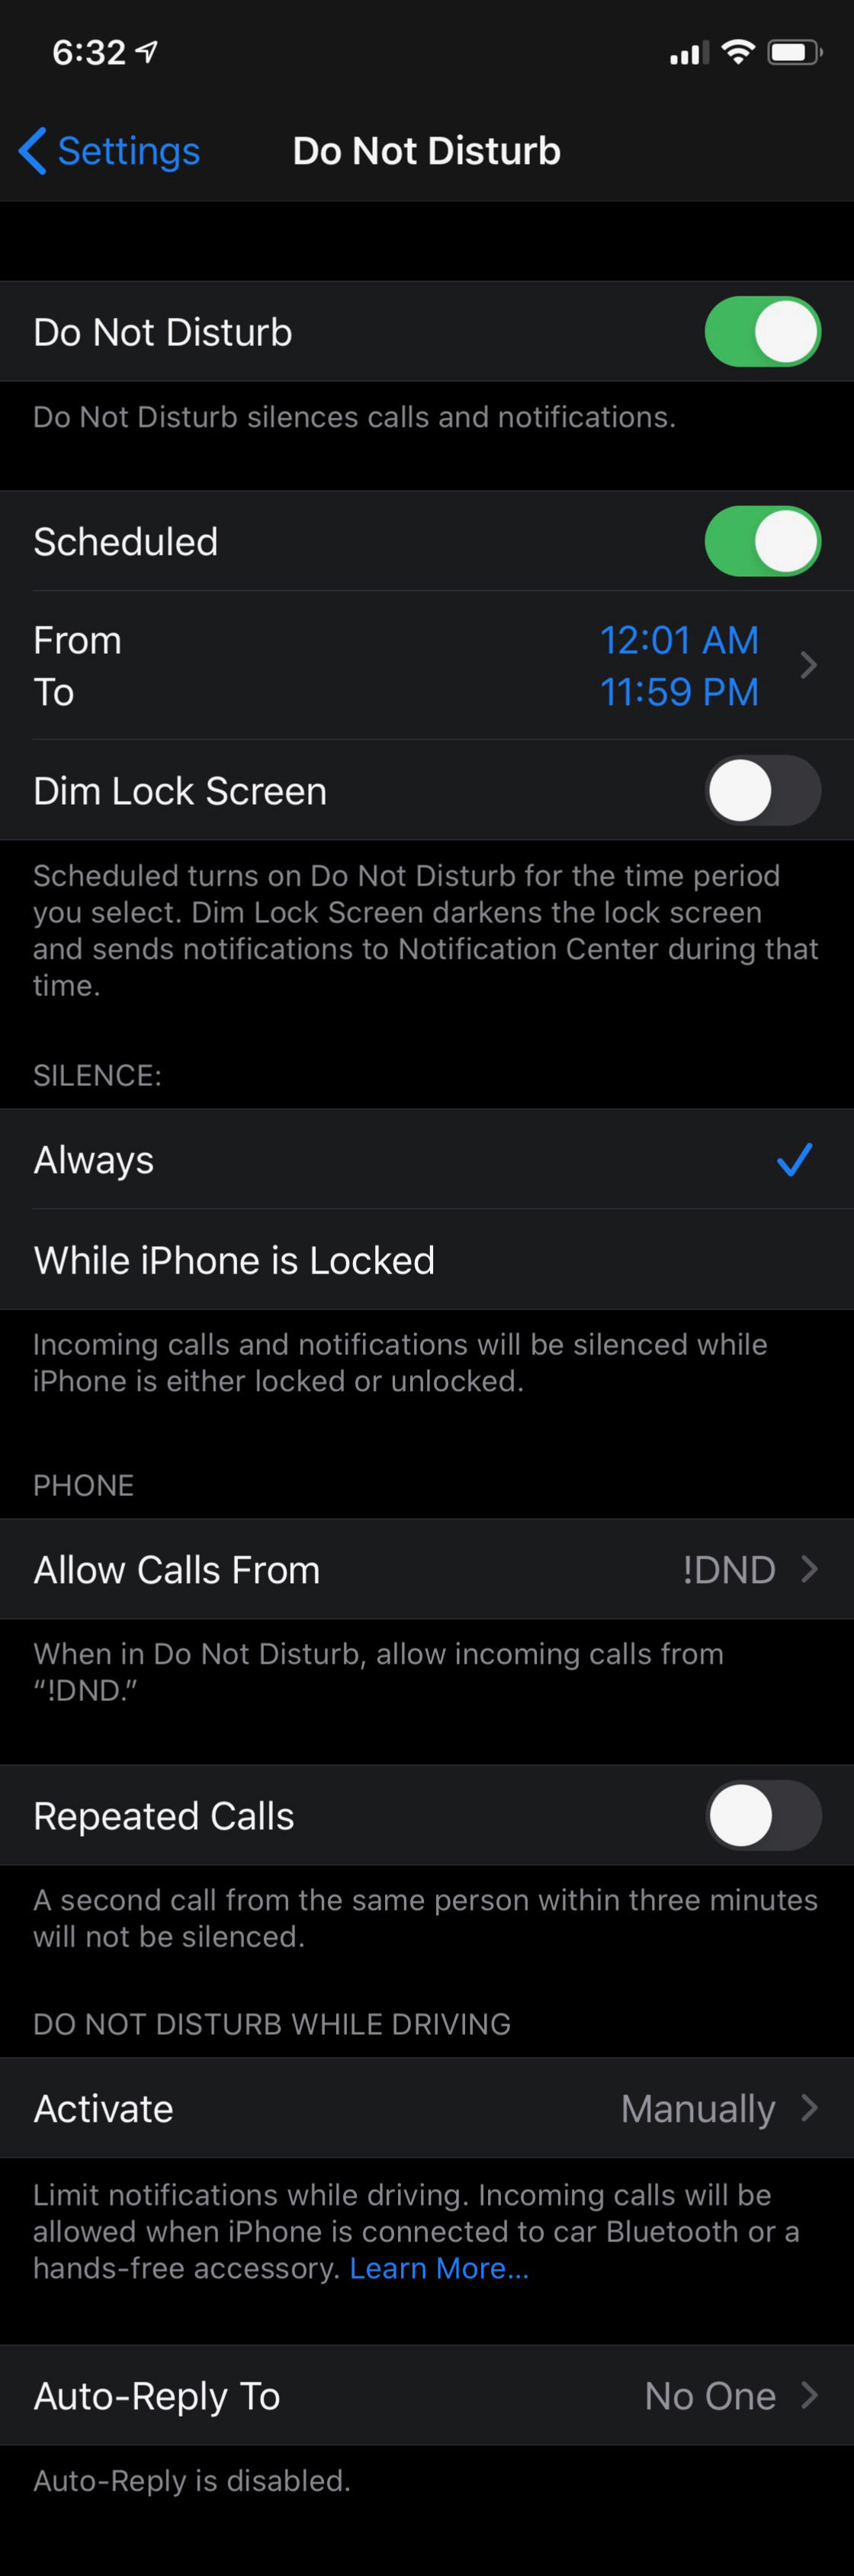 6:32
Settings
Do Not Disturb
Do Not Disturb
Do Not Disturb silences calls and notifications.
Scheduled
From 12:01 AM
To 11:59 PM
Dim Lock Screen
Scheduled turns on Do Not Disturb for the time period
you select. Dim Lock Screen darkens the lock screen
and sends notifications to Notification Center during that
time.
SILENCE:
Always
While iPhone is Locked
Incoming calls and notifications will be silenced while
iPhone is either locked or unlocked.
PHONE
Allow Calls From !DND
When in Do Not Disturb, allow incoming calls from
“!DND.”
Repeated Calls
A second call from the same person within three minutes
will not be silenced.
DO NOT DISTURB WHILE DRIVING
Activate Manually
Limit notifications while driving. Incoming calls will be
allowed when iPhone is connected to car Bluetooth or a
hands-free accessory. Learn More...
Auto-Reply To No One
Auto-Reply is disabled.